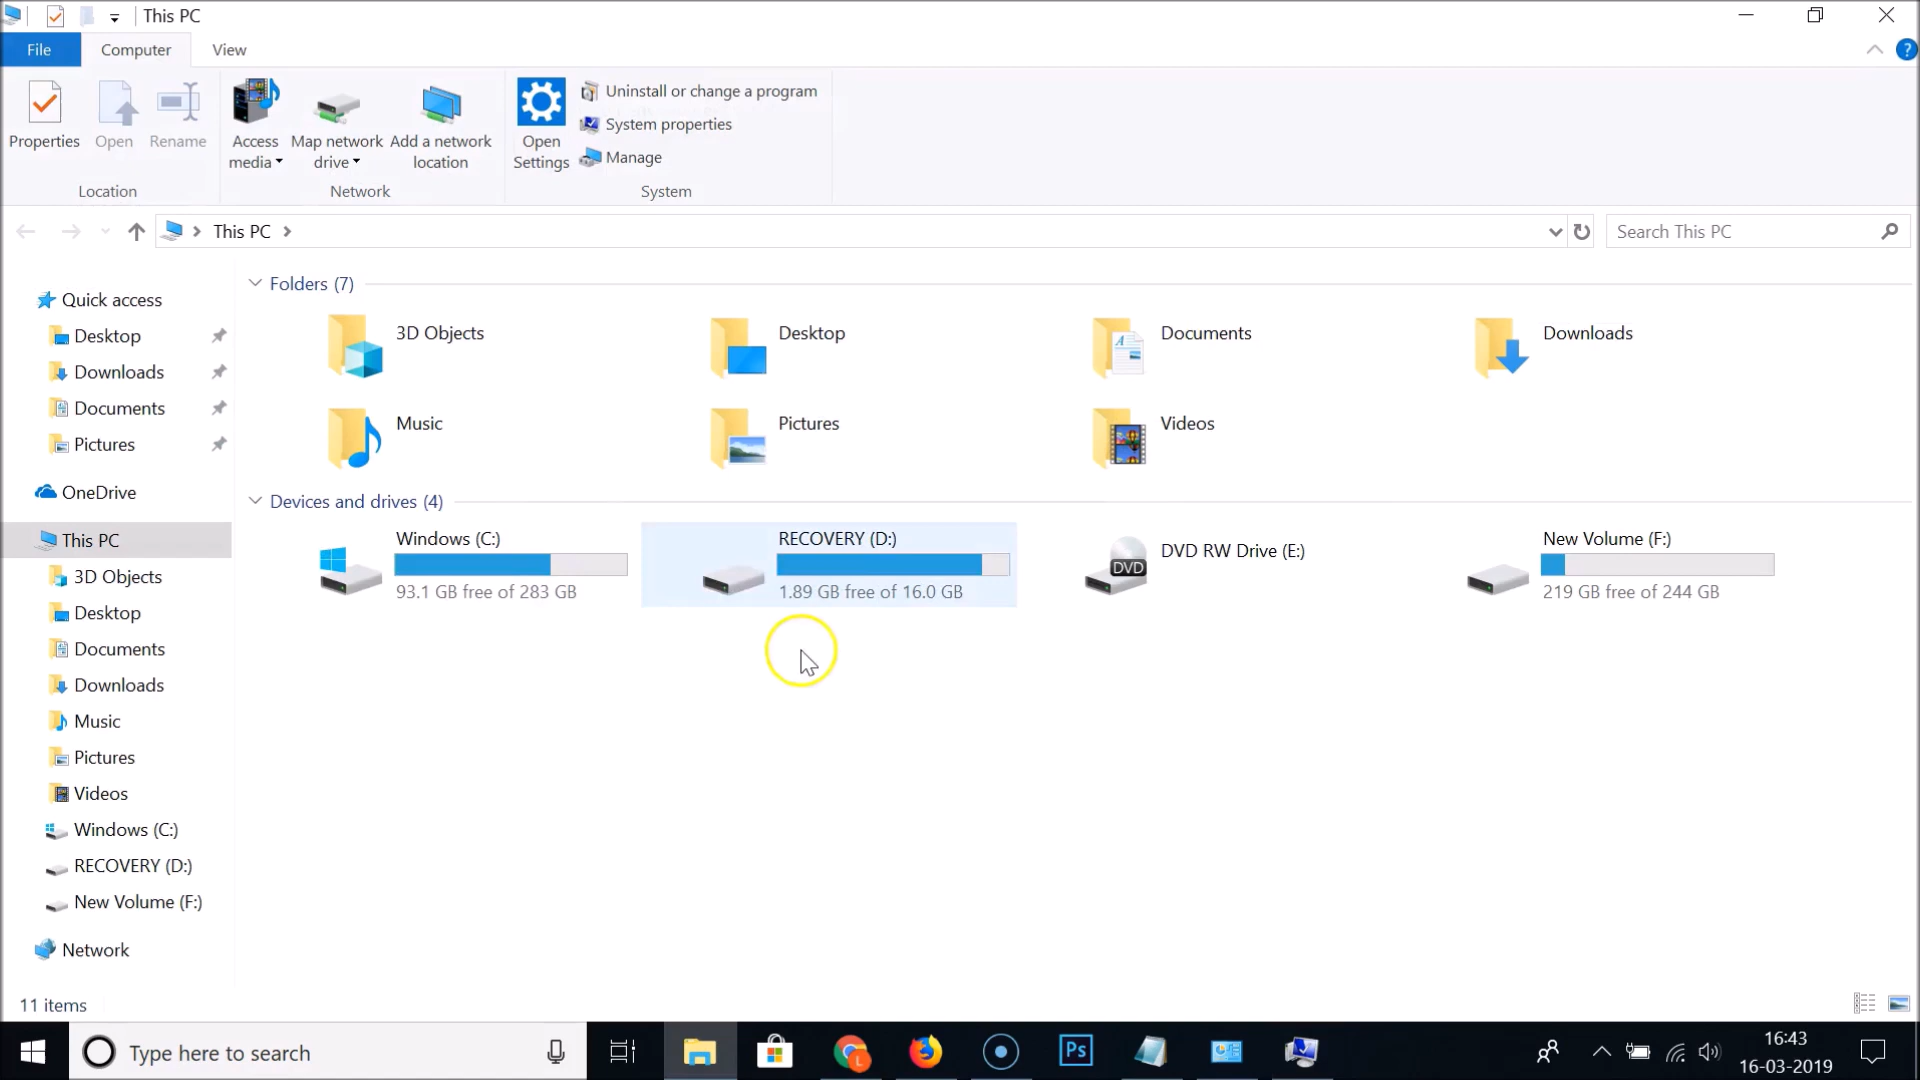 This PC
File
Computer
View
Properties
Open
Rename
Access
media
Map network
drive
Add a network
location
Open
Settings
Uninstall or change a program
System properties
Manage
Location
Network
System
This PC
Search This PC
Quick access
Desktop
Downloads
Documents
Pictures
OneDrive
This PC
3D Objects
Desktop
Documents
Downloads
Music
Pictures
Videos
Windows (C:)
RECOVERY (D:)
New Volume (F:)
Network
Folders (7)
3D Objects
Desktop
Documents
Downloads
Music
Pictures
Videos
Devices and drives (4)
Windows (C:)
93.1 GB free of 283 GB
RECOVERY (D:)
1.89 GB free of 16.0 GB
DVD RW Drive (E:)
DVD
New Volume (F:)
219 GB free of 244 GB
11 items
Type here to search
Ps
16:43
16-03-2019